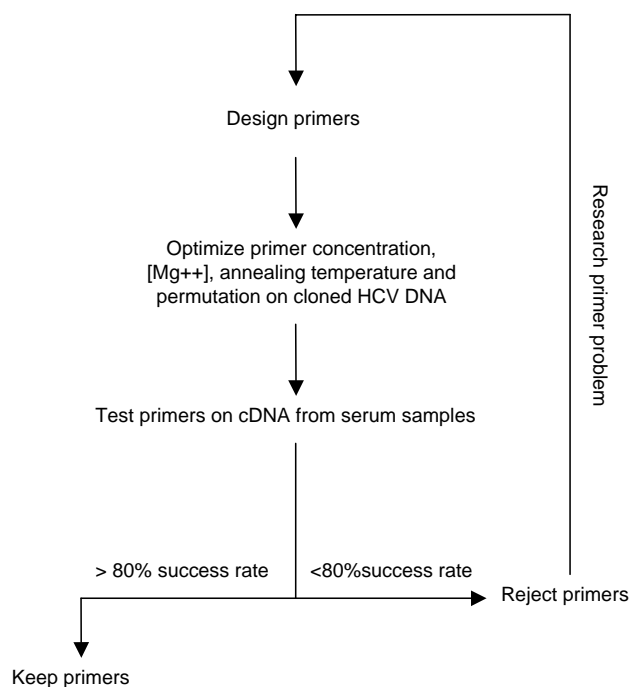 Design primers
Optimize primer concentration,
[Mg++], annealing temperature and
permutation on cloned HCV DNA
Test primers on cDNA from serum samples
> 80% success rate
<80%success rate
Reject primers
Keep primers
Research primer
problem